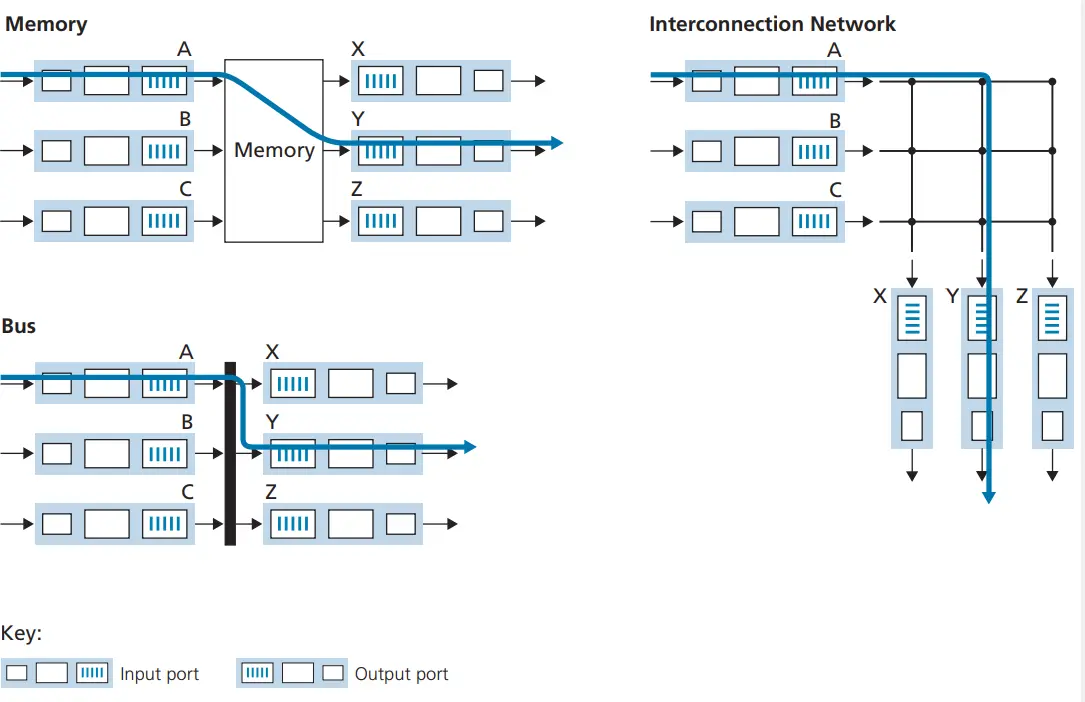 Memory
A
B
C
Memory
X
Y
Z
Interconnection Network
A
B
C
X
Y
Z
Bus
A
B
C
X
Y
Z
Key:
Input port
Output port